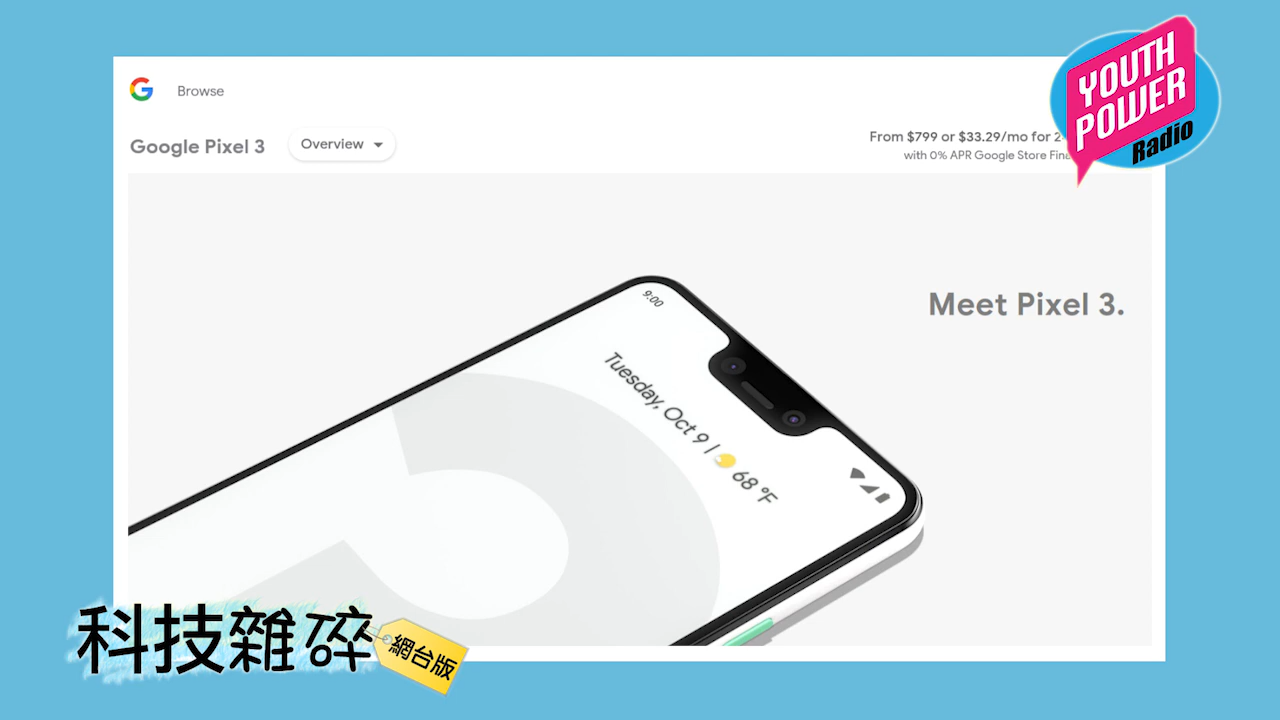 Browse
Google Pixel 3
Overview
From $799 or $33.29/mo for 2
with 0% APR Google Store
YOUTH
POWER
Radio
Meet Pixel 3.
9:00
Tuesday, Oct 9 | 68 °F
科技雜碎
網台版